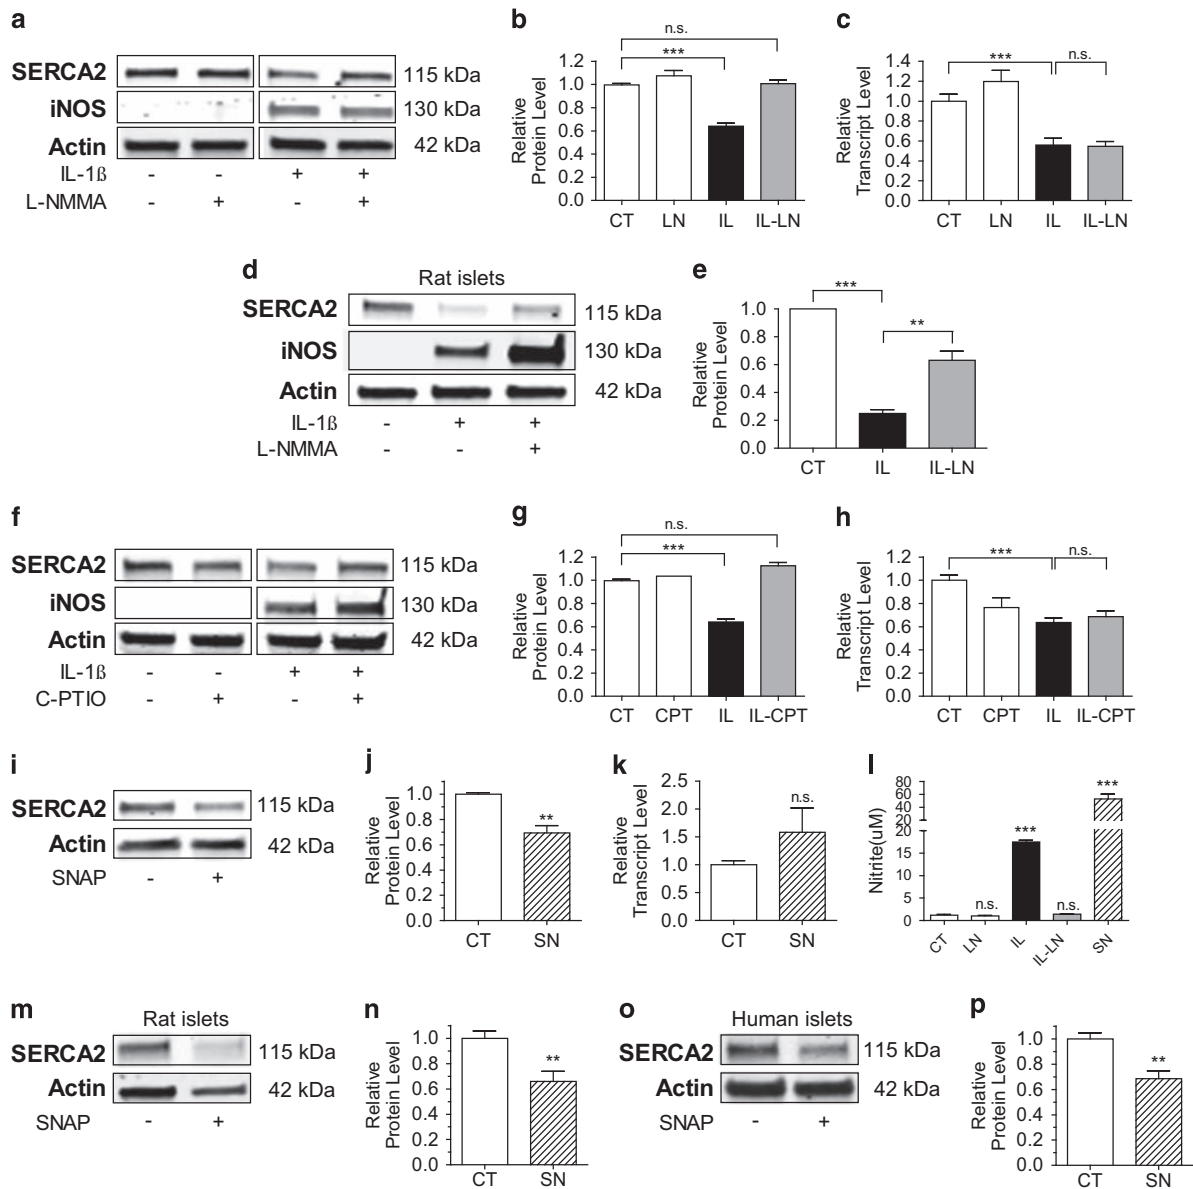 a
SERCA2 115 kDa
iNOS 130 kDa
Actin 42 kDa
IL-1ß - - + +
L-NMMA - + - +
b
n.s.
***
Relative
Protein Level
1.2
1.0
0.8
0.6
0.4
0.2
0.0
CT LN IL IL-LN
c
*** n.s.
Relative
Transcript Level
1.4
1.2
1.0
0.8
0.6
0.4
0.2
0.0
CT LN IL IL-LN
d
Rat islets
SERCA2 115 kDa
iNOS 130 kDa
Actin 42 kDa
IL-1ß - + +
L-NMMA - - +
e
***
**
Relative
Protein Level
1.0
0.8
0.6
0.4
0.2
0.0
CT IL IL-LN
f
SERCA2 115 kDa
iNOS 130 kDa
Actin 42 kDa
IL-1ß - - + +
C-PTIO - + - +
g
n.s.
***
Relative
Protein Level
1.2
1.0
0.8
0.6
0.4
0.2
0.0
CT CPT IL IL-CPT
h
*** n.s.
Relative
Transcript Level
1.2
1.0
0.8
0.6
0.4
0.2
0.0
CT CPT IL IL-CPT
i
SERCA2 115 kDa
Actin 42 kDa
SNAP - +
j
**
Relative
Protein Level
1.0
0.8
0.6
0.4
0.2
0.0
CT SN
k
n.s.
Relative
Transcript Level
2.5
2.0
1.5
1.0
0.5
0.0
CT SN
l
Nitrite(uM)
80
60
40
20
20
15
10
5
0
n.s. *** n.s. ***
CT LN IL IL-LN SN
m
Rat islets
SERCA2 115 kDa
Actin 42 kDa
SNAP - +
n
**
Relative
Protein Level
1.0
0.8
0.6
0.4
0.2
0.0
CT SN
o
Human islets
SERCA2 115 kDa
Actin 42 kDa
SNAP - +
p
**
Relative
Protein Level
1.0
0.8
0.6
0.4
0.2
0.0
CT SN